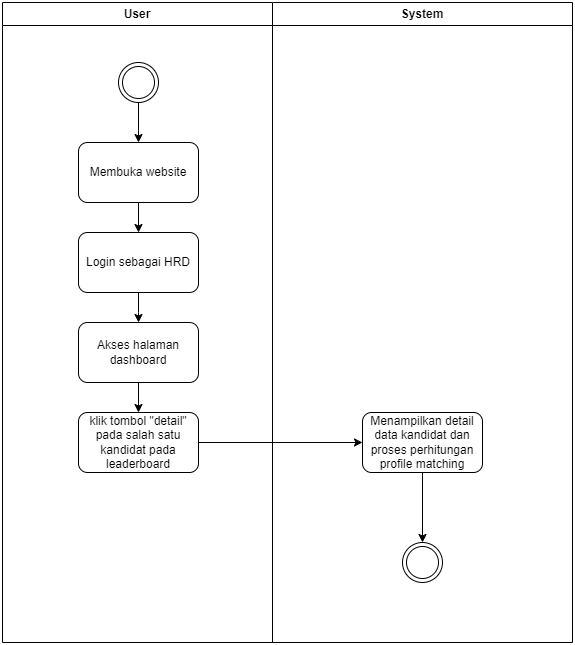 User
System
Membuka website
Login sebagai HRD
Akses halaman
dashboard
klik tombol "detail"
pada salah satu
kandidat pada
leaderboard
Menampilkan detail
data kandidat dan
proses perhitungan
profile matching